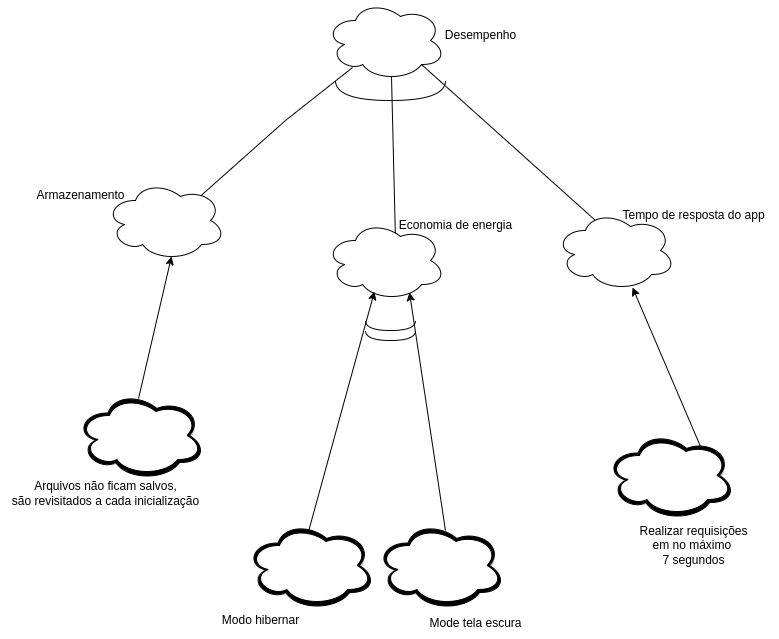 Desempenho
Armazenamento
Economia de energia
Tempo de resposta do app
Arquivos não ficam salvos,
são revisitados a cada inicialização
Realizar requisições
em no máximo
7 segundos
Modo hibernar
Mode tela escura